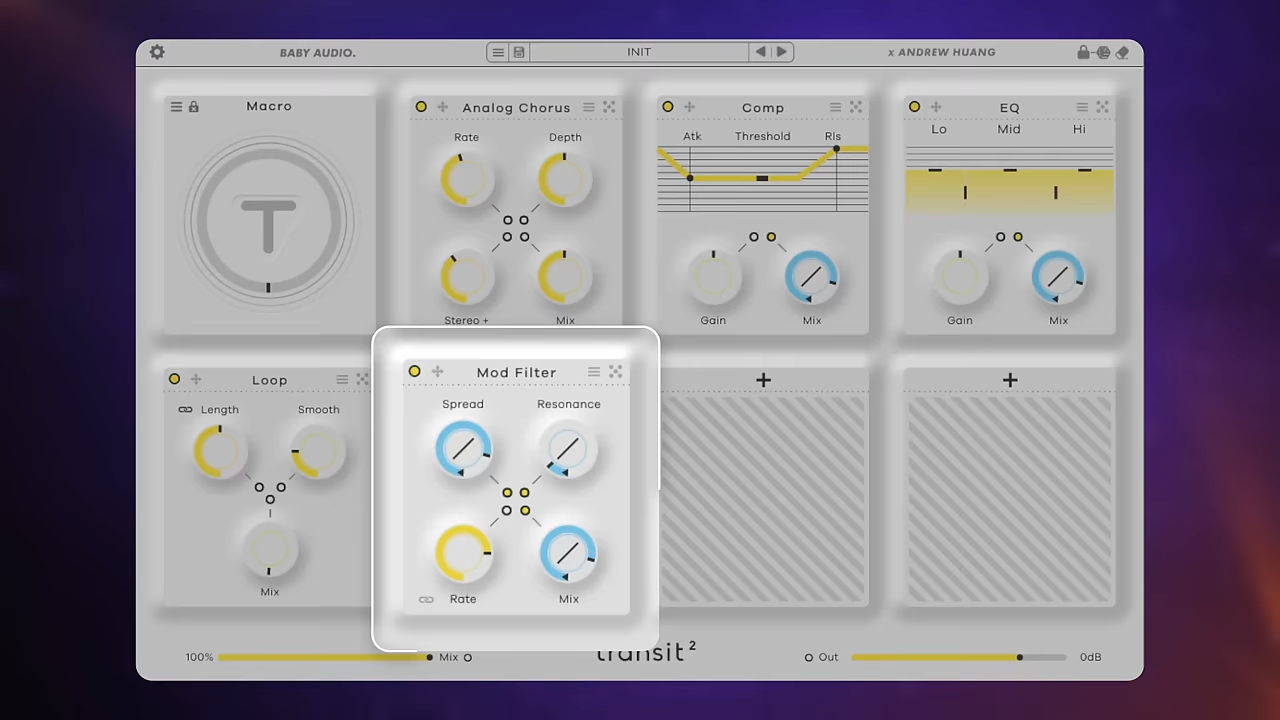 BABY AUDIO.
INIT
x ANDREW HUANG
Macro
T
Analog Chorus
Rate
Depth
Stereo +
Mix
Comp
Atk
Threshold
Rls
Gain
Mix
EQ
Lo
Mid
Hi
Gain
Mix
Loop
Length
Smooth
Mix
Mod Filter
Spread
Resonance
Rate
Mix
+
+
100%
Mix
transit²
Out
0dB